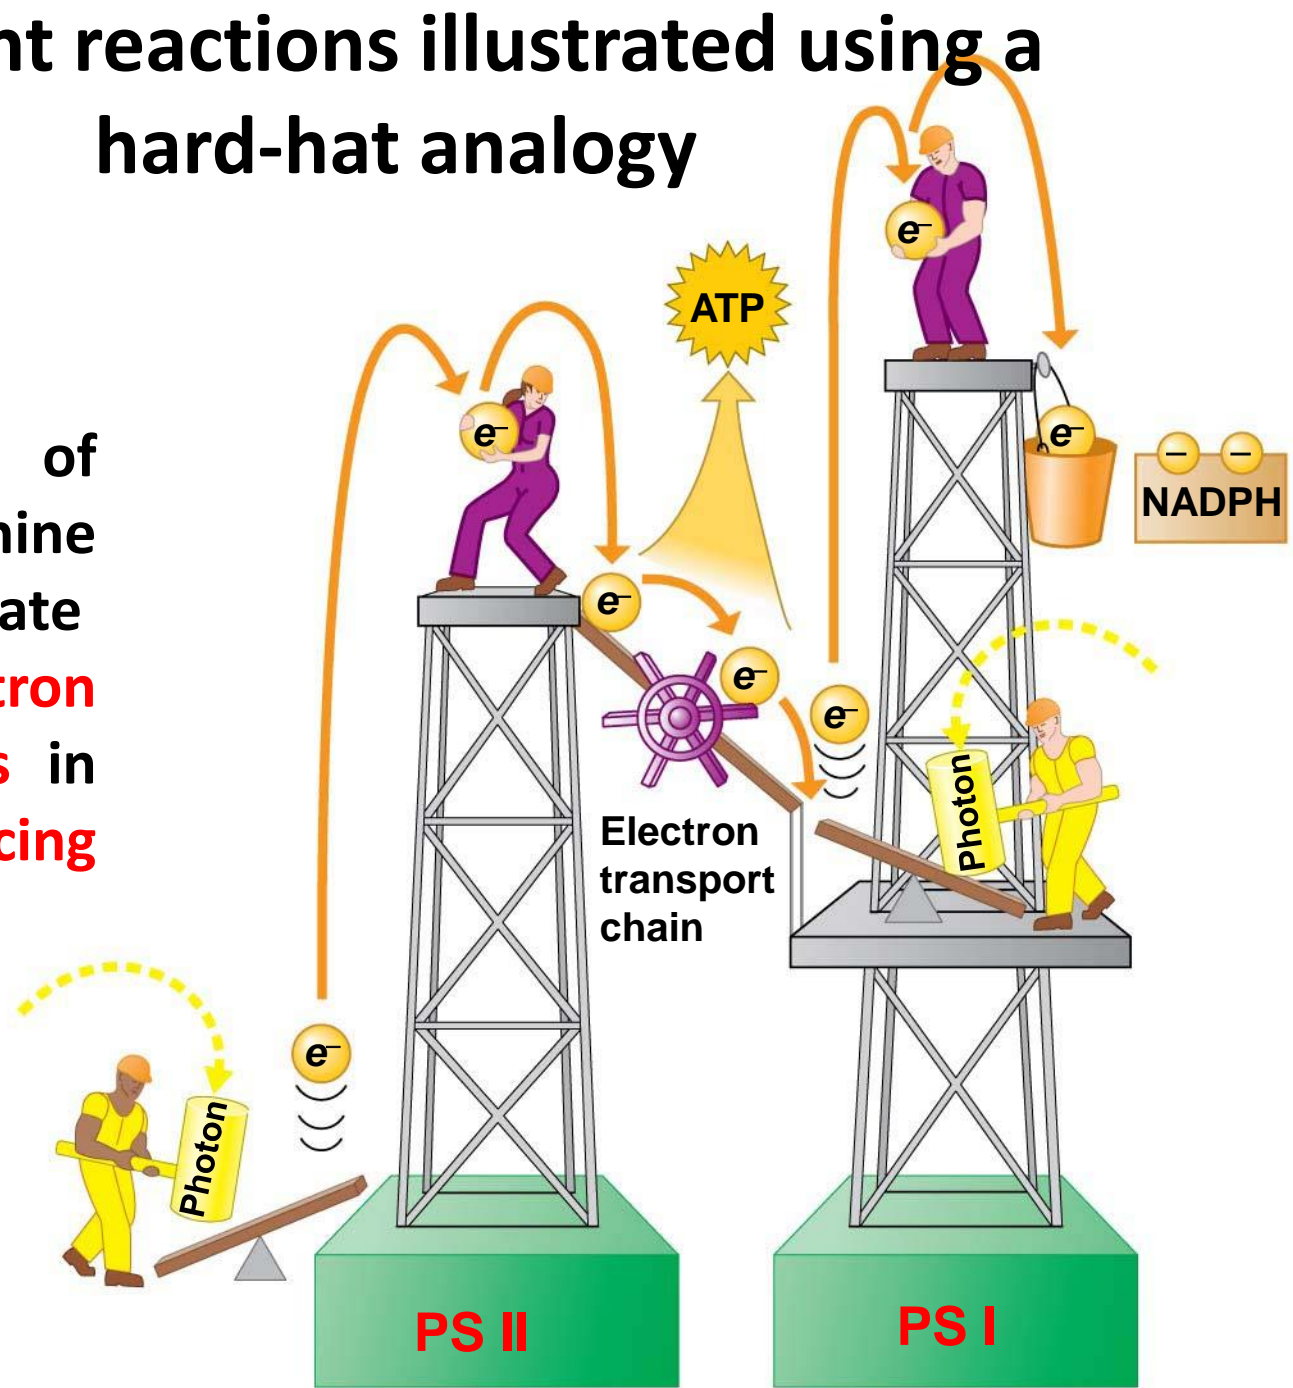 nt reactions illustrated using a
hard-hat analogy
of
nine
ate
tron
s in
cing
ATP
e–
e–
e–
e–
e–
e–
e–
– –
NADPH
Electron
transport
chain
Photon
Photon
PS II
PS I